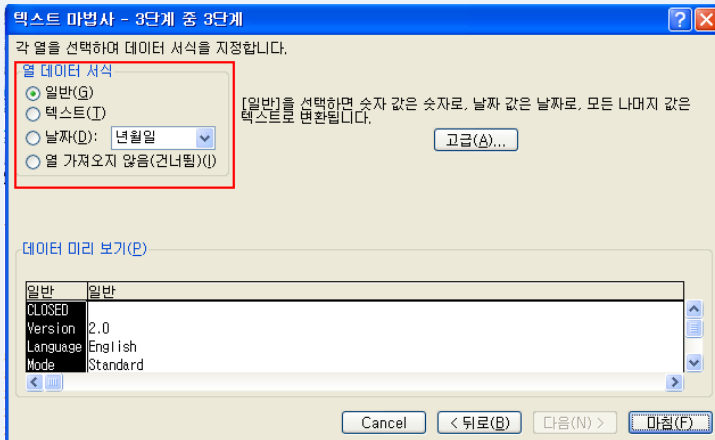 텍스트 마법사 - 3단계 중 3단계
각 열을 선택하여 데이터 서식을 지정합니다.
열 데이터 서식
일반(G)
텍스트(T)
날짜(D): 년월일
열 가져오지 않음(건너뜀)(I)
[일반]을 선택하면 숫자 값은 숫자로, 날짜 값은 날짜로, 모든 나머지 값은
텍스트로 변환됩니다.
고급(A)...
데이터 미리 보기(P)
일반 일반
CLOSED
Version 2.0
Language English
Mode Standard
Cancel < 뒤로(B) 다음(N) > 마침(F)